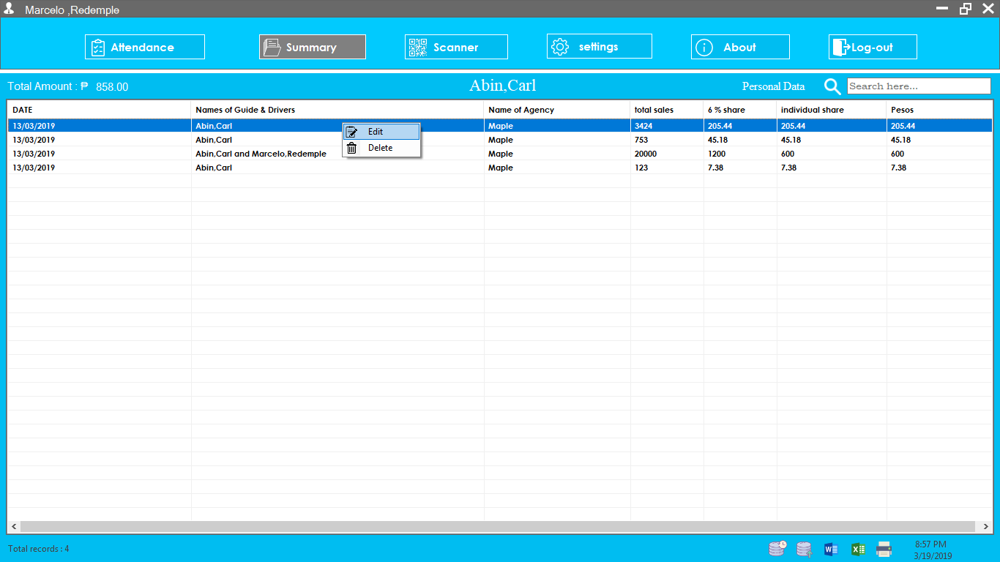 Marcelo ,Redemple
Attendance Summary Scanner settings About Log-out
Total Amount : ₱ 858.00 Abin,Carl Personal Data Search here...
DATE Names of Guide & Drivers Name of Agency total sales 6 % share individual share Pesos
13/03/2019 Abin,Carl Maple 3424 205.44 205.44 205.44
13/03/2019 Abin,Carl Maple 753 45.18 45.18 45.18
13/03/2019 Abin,Carl and Marcelo,Redemple Maple 20000 1200 600 600
13/03/2019 Abin,Carl Maple 123 7.38 7.38 7.38
Edit
Delete
Total records : 4
8:57 PM
3/19/2019